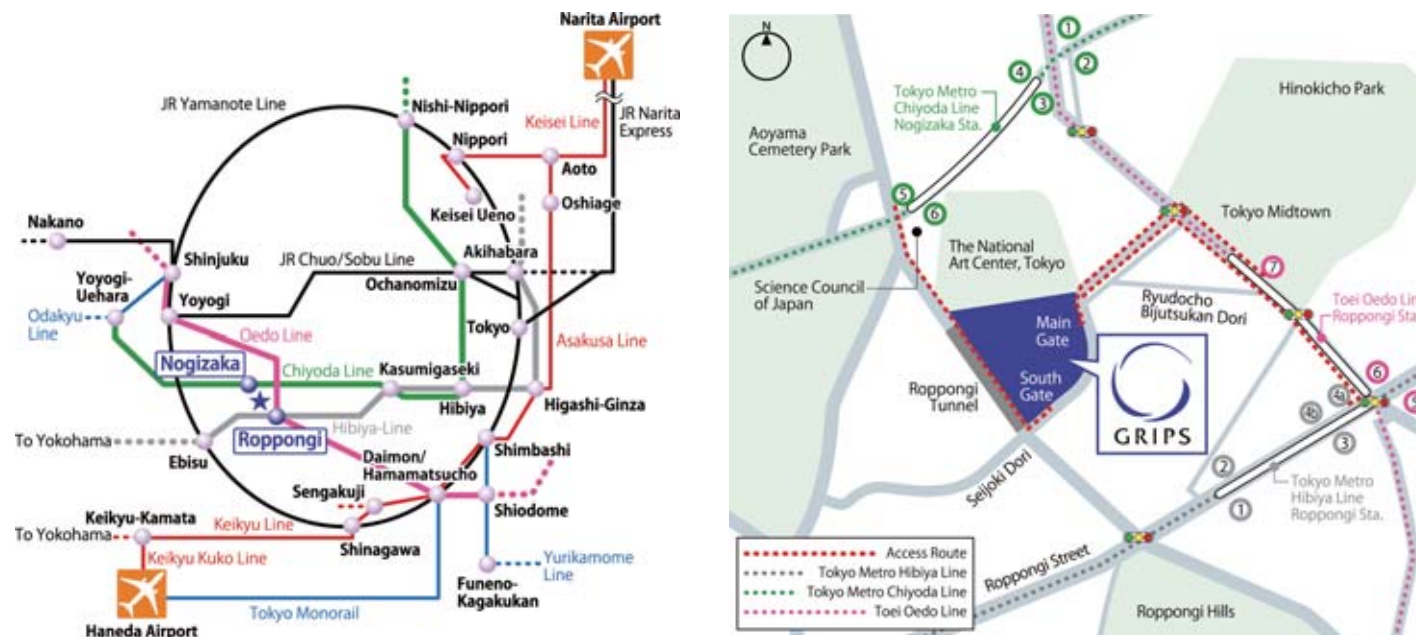 Narita Airport
JR Yamanote Line
Nishi-Nippori
Keisei Line
JR Narita
Express
Nippori
Aoto
Keisei Ueno
Oshiage
Nakano
Shinjuku
JR Chuo/Sobu Line
Akihabara
Ochanomizu
Yoyogi-
Uehara
Yoyogi
Odakyu
Line
Oedo Line
Tokyo
Asakusa Line
Nogizaka
Chiyoda Line
Kasumigaseki
Hibiya
Higashi-Ginza
Roppongi
Hibiya-Line
To Yokohama
Ebisu
Daimon/
Hamamatsucho
Shimbashi
Sengakuji
Shiodome
Keikyu-Kamata
Keikyu Line
To Yokohama
Shinagawa
Keikyu Kuko Line
Yurikamome
Line
Funeno-
Kagakukan
Tokyo Monorail
Haneda Airport
N
1
2
4
3
Tokyo Metro
Chiyoda Line
Nogizaka Sta.
Hinokicho Park
Aoyama
Cemetery Park
5
6
Tokyo Midtown
The National
Art Center, Tokyo
7
Science Council
of Japan
Ryudocho
Bijutsukan Dori
Toei Oedo Lin
Roppongi Sta
Main
Gate
South
Gate
Roppongi
Tunnel
GRIPS
6
4a
4b
3
2
1
Seijoki Dori
Tokyo Metro
Hibiya Line
Roppongi Sta.
Roppongi Street
Roppongi Hills
Access Route
Tokyo Metro Hibiya Line
Tokyo Metro Chiyoda Line
Toei Oedo Line